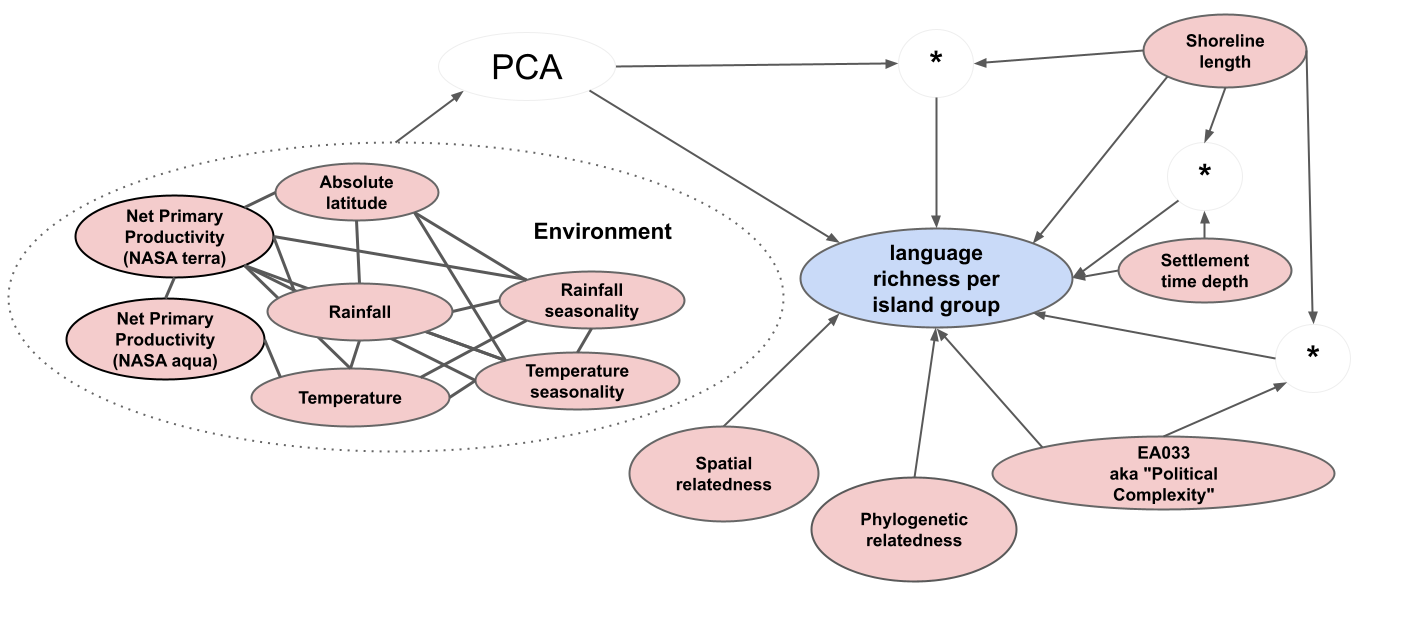 PCA
*
Shoreline
length
*
Absolute
latitude
Net Primary
Productivity
(NASA terra)
Environment
language
richness per
island group
Settlement
time depth
Rainfall
Rainfall
seasonality
Net Primary
Productivity
(NASA aqua)
*
Temperature
Temperature
seasonality
Spatial
relatedness
EA033
aka "Political
Complexity"
Phylogenetic
relatedness